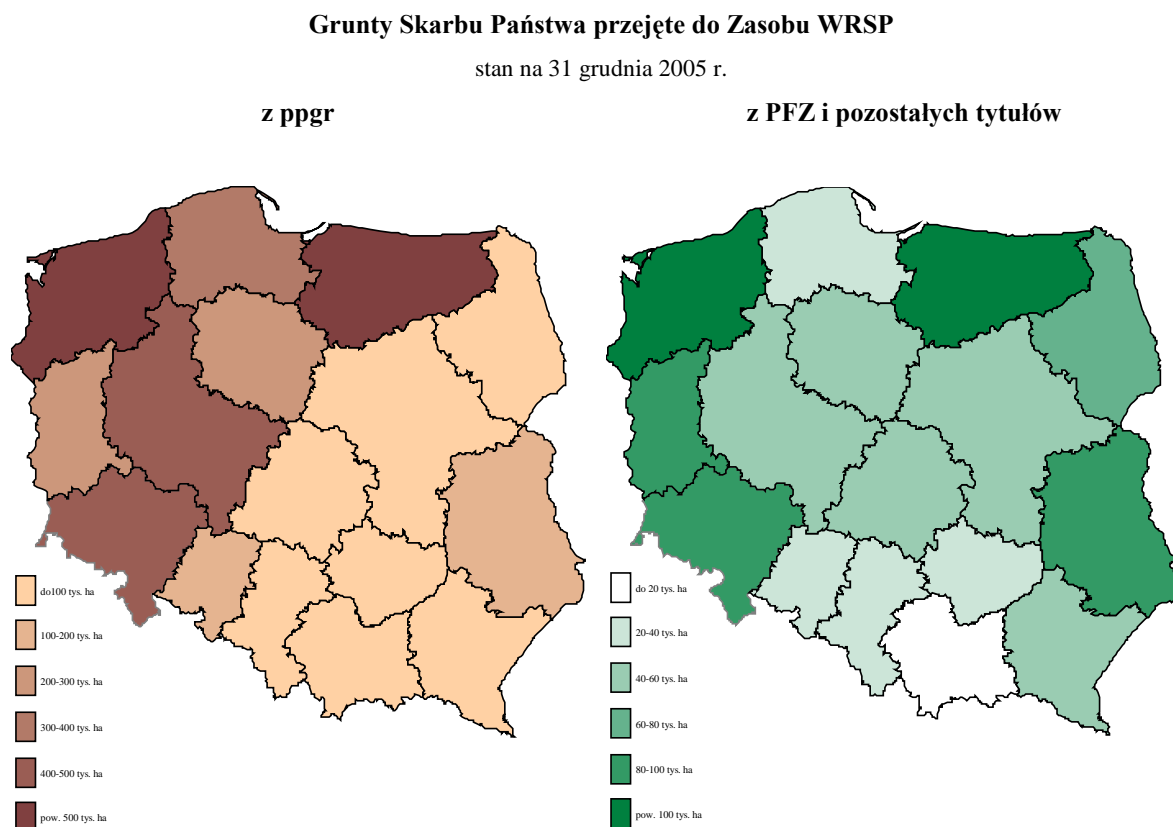 Grunty Skarbu Państwa przejęte do Zasobu WRSP
stan na 31 grudnia 2005 r.
z ppgr
z PFZ i pozostałych tytułów
do100 tys. ha
100-200 tys. ha
200-300 tys. ha
300-400 tys. ha
400-500 tys. ha
pow. 500 tys. ha
do 20 tys. ha
20-40 tys. ha
40-60 tys. ha
60-80 tys. ha
80-100 tys. ha
pow. 100 tys. ha